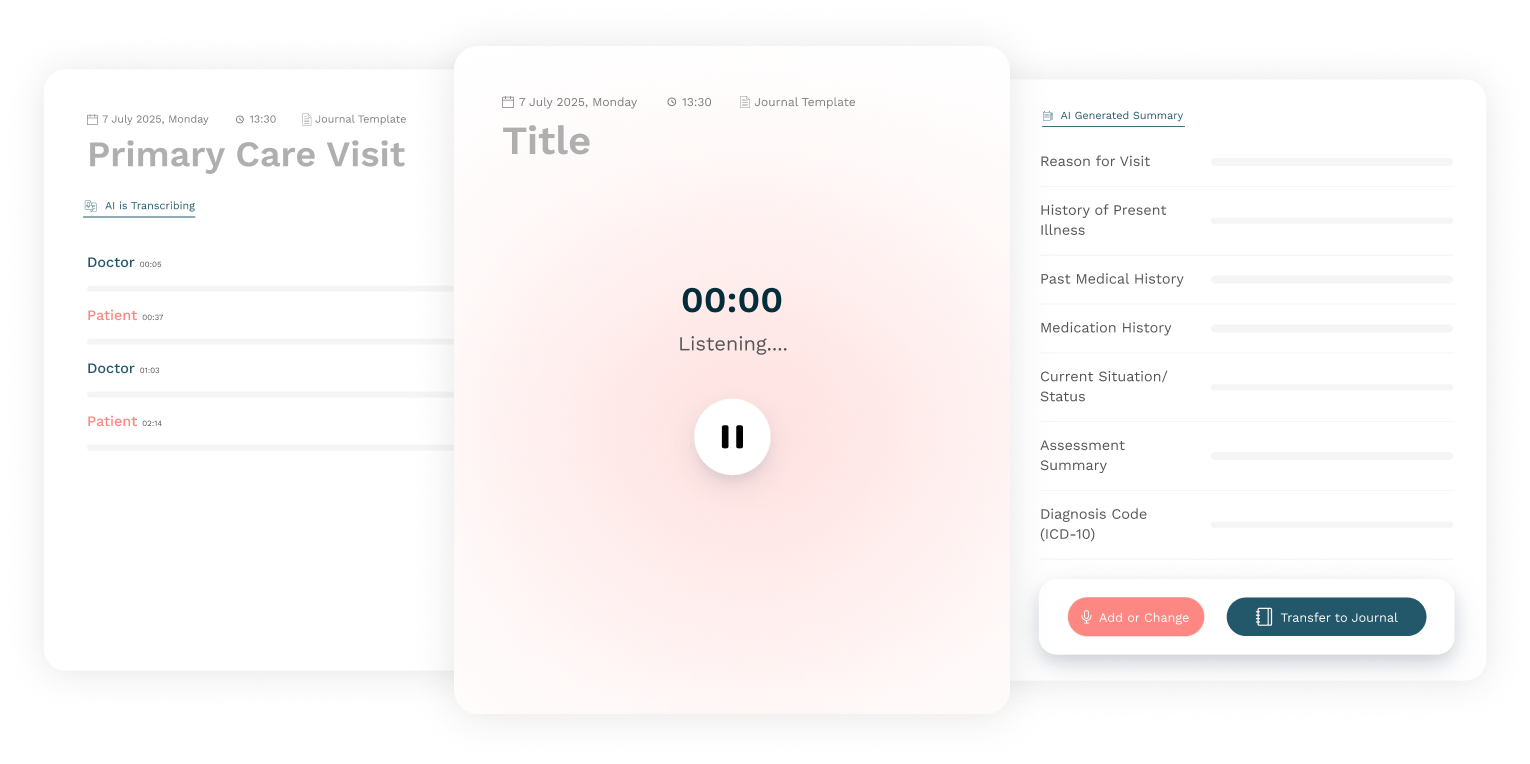 7 July 2025, Monday 13:30 Journal Template
Primary Care Visit
AI is Transcribing
Doctor 00:05
Patient 00:37
Doctor 01:03
Patient 02:14
7 July 2025, Monday 13:30 Journal Template
Title
00:00
Listening....
AI Generated Summary
Reason for Visit
History of Present
Illness
Past Medical History
Medication History
Current Situation/
Status
Assessment
Summary
Diagnosis Code
(ICD-10)
Add or Change
Transfer to Journal